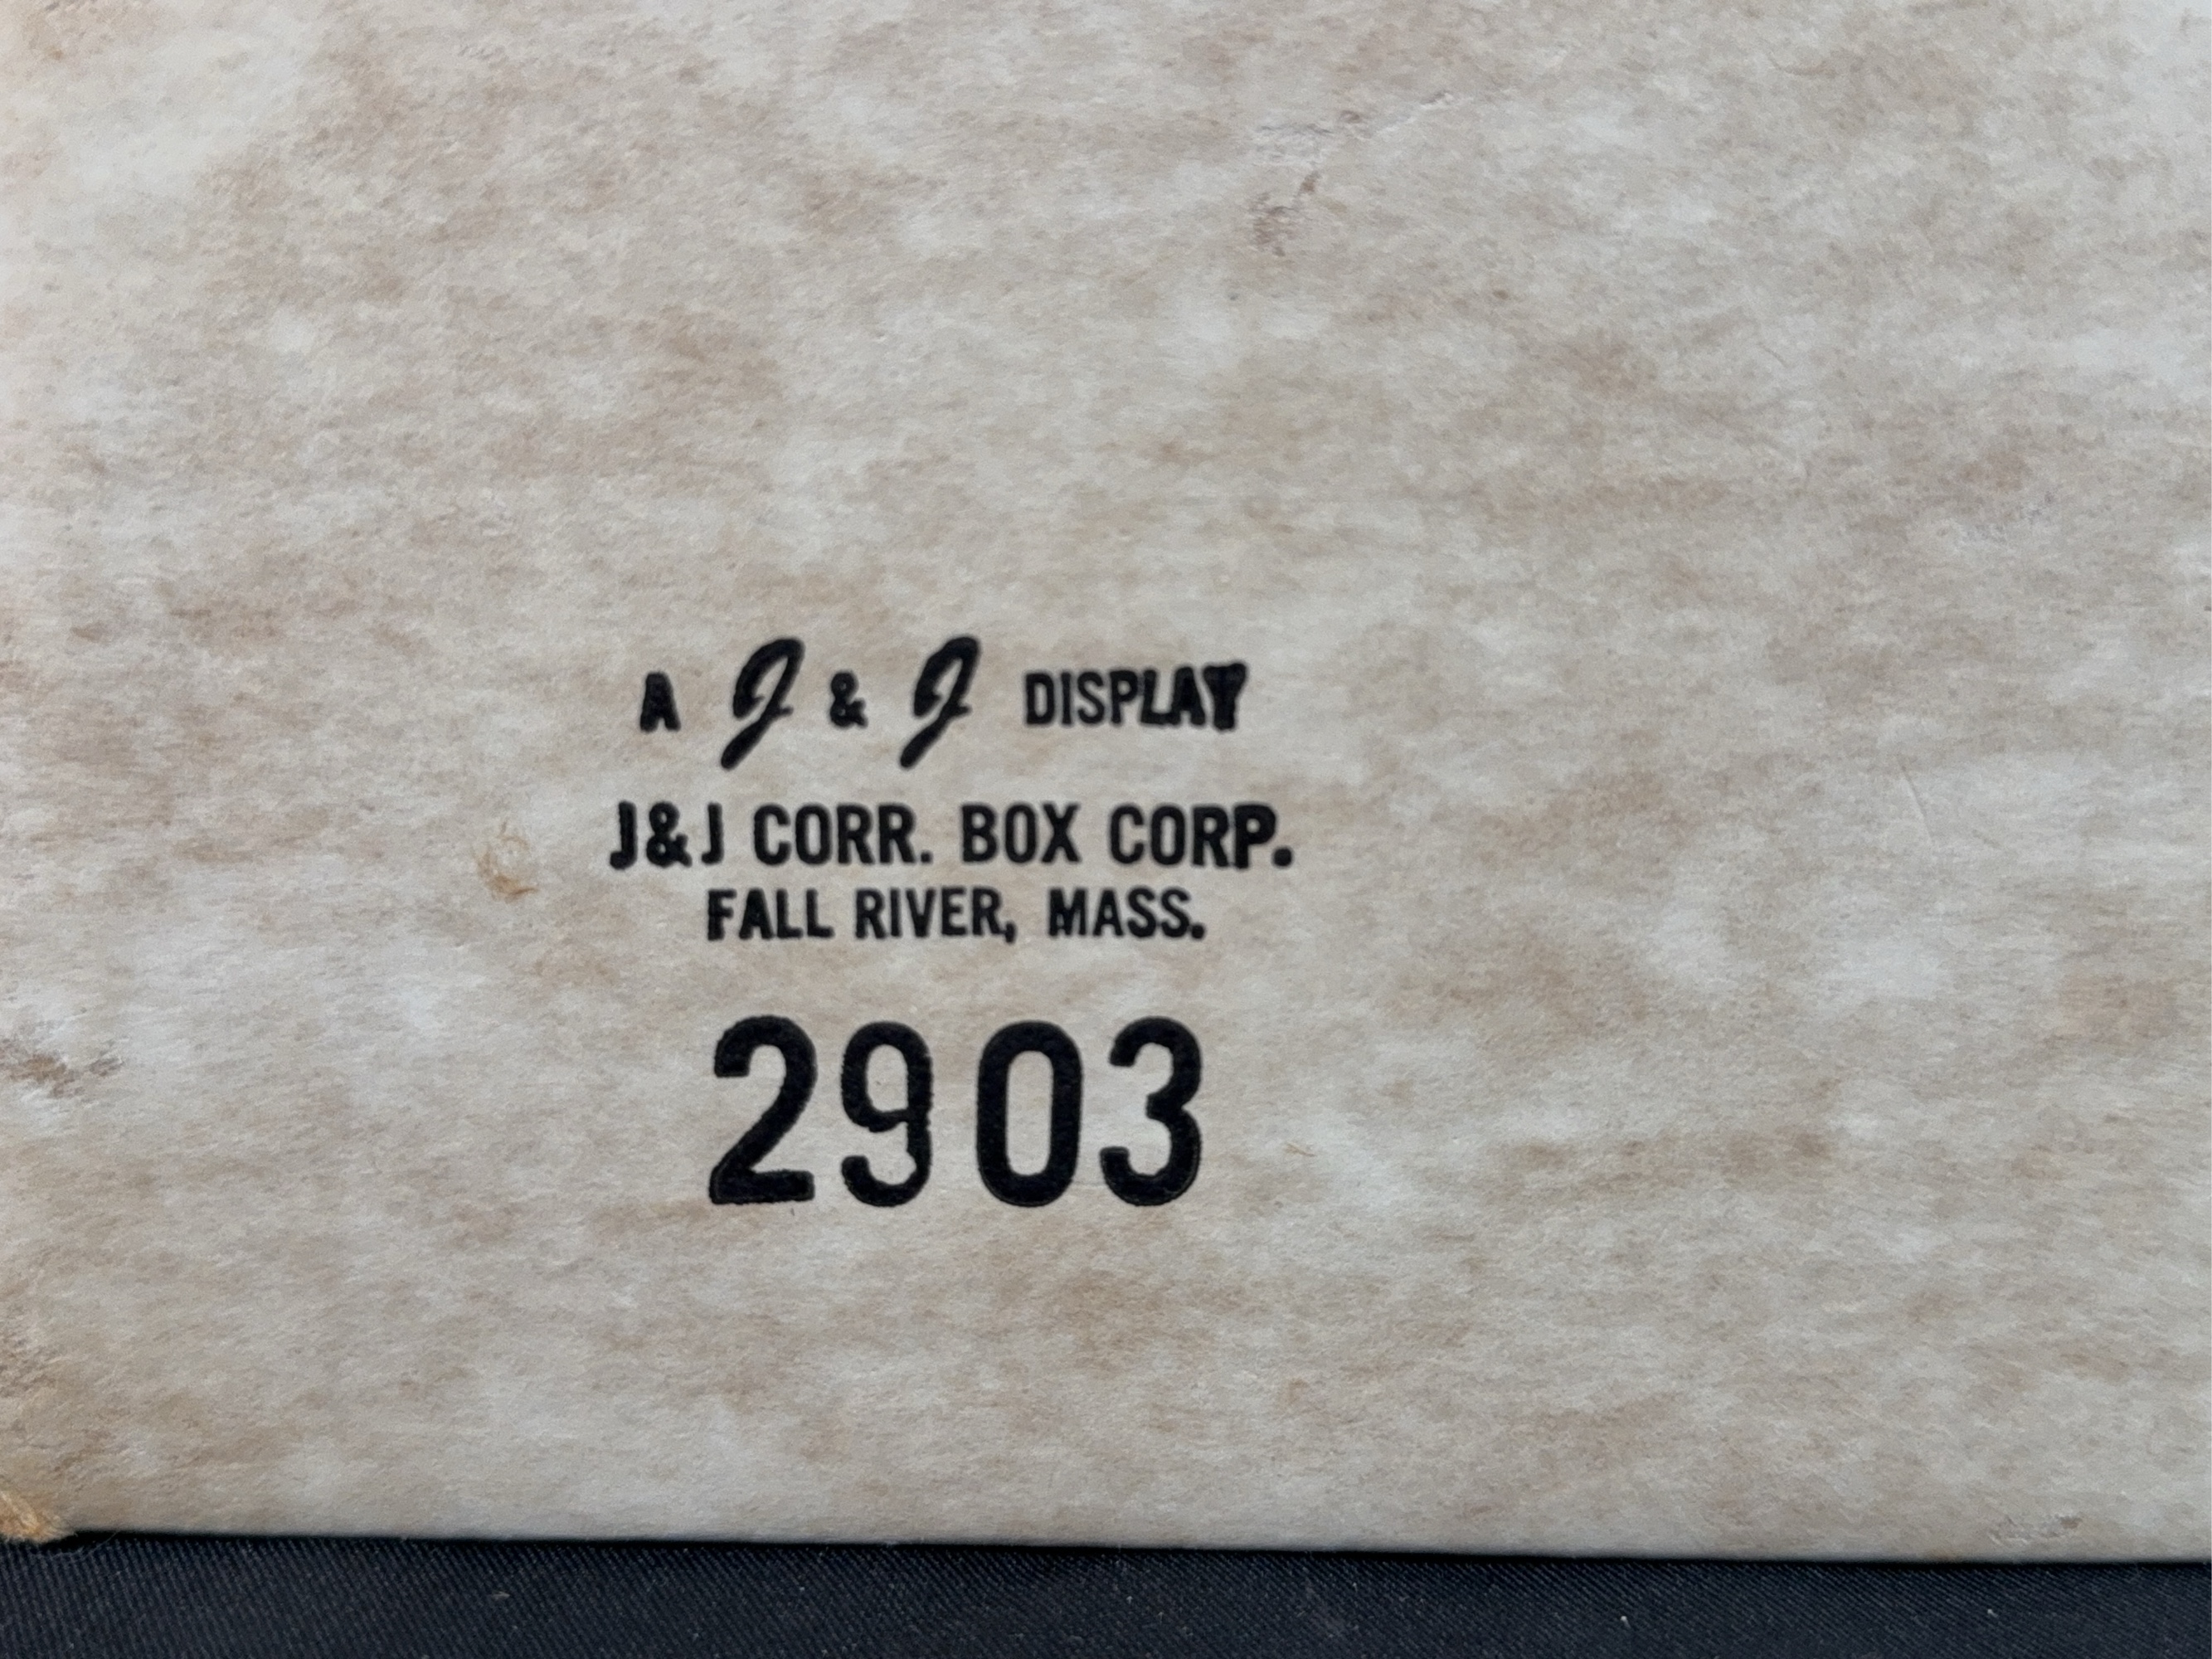 A J & J DISPLAY
J&J CORR. BOX CORP.
FALL RIVER, MASS.
2903